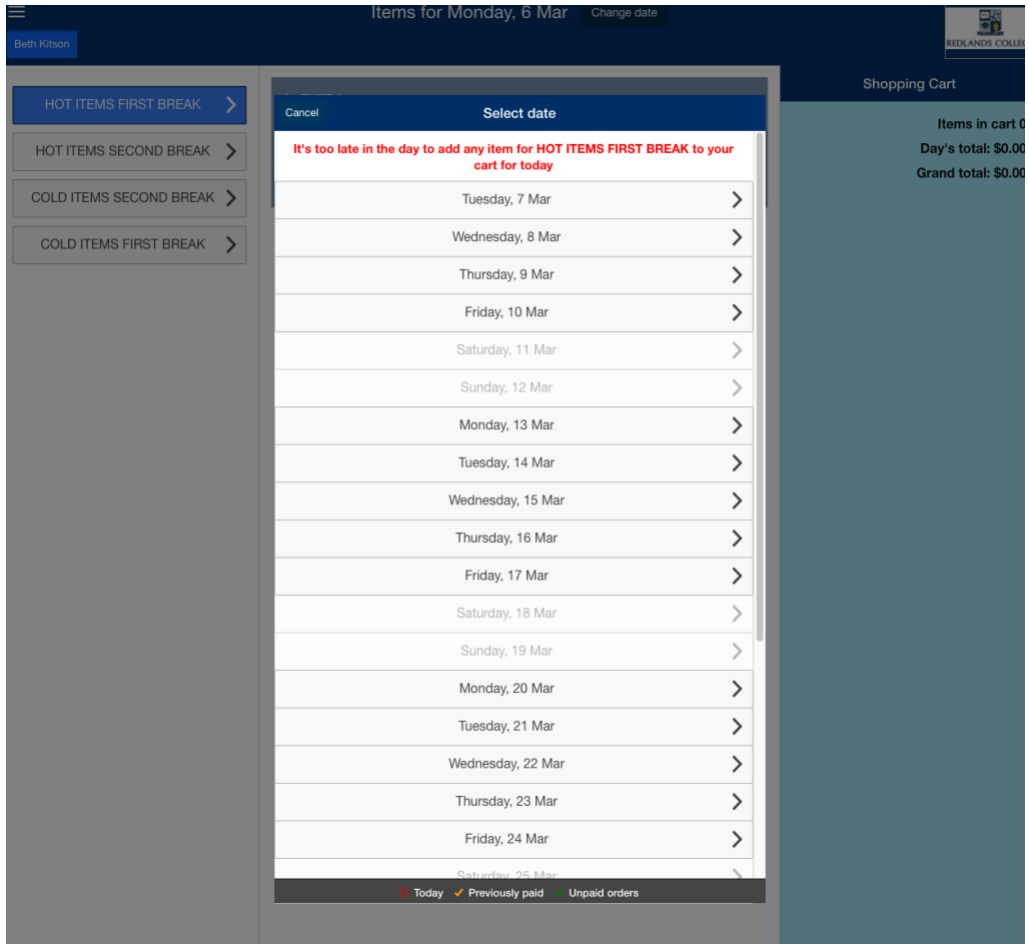 Items for Monday, 6 Mar
Change date
Beth Kitson
REDLANDS COLLE
HOT ITEMS FIRST BREAK
HOT ITEMS SECOND BREAK
COLD ITEMS SECOND BREAK
COLD ITEMS FIRST BREAK
Cancel
Select date
It's too late in the day to add any item for HOT ITEMS FIRST BREAK to your
cart for today
Tuesday, 7 Mar
Wednesday, 8 Mar
Thursday, 9 Mar
Friday, 10 Mar
Saturday, 11 Mar
Sunday, 12 Mar
Monday, 13 Mar
Tuesday, 14 Mar
Wednesday, 15 Mar
Thursday, 16 Mar
Friday, 17 Mar
Saturday, 18 Mar
Sunday, 19 Mar
Monday, 20 Mar
Tuesday, 21 Mar
Wednesday, 22 Mar
Thursday, 23 Mar
Friday, 24 Mar
Saturday, 25 Mar
Today
Previously paid
Unpaid orders
Shopping Cart
Items in cart 0
Day's total: $0.00
Grand total: $0.00